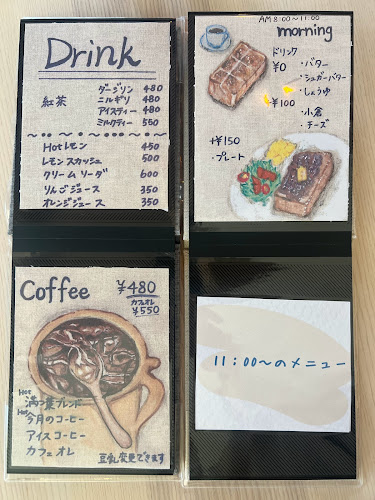 Drink
紅茶
ダージリン 480
ニルギリ 480
アイスティー 480
ミルクティー 550
Hotレモン 450
レモンスカッシュ 500
クリームソーダ 600
りんごジュース 350
オレンジジュース 350
AM 8:00~11:00
morning
ドリンク
¥0
・バター
・シュガーバター
・しょうゆ
+¥100
・小倉
・チーズ
+¥150
・プレート
Coffee
¥480
カフェオレ
¥550
Hot 満つ葉ブレンド
Hot 今月のコーヒー
アイスコーヒー
カフェオレ
豆乳変更できます
11:00~のメニュー